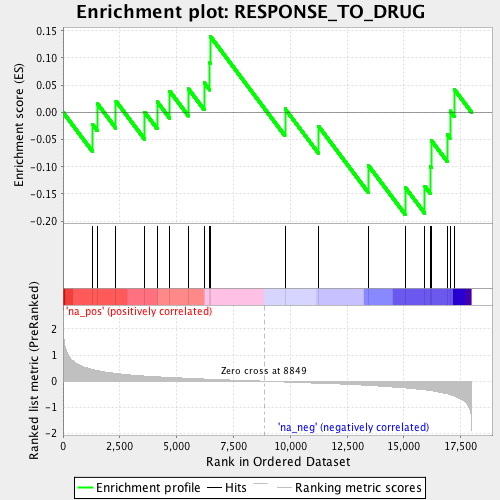 Enrichment plot: RESPONSE_TO_DRUG
Enrichment score (ES)
0.15
0.10
0.05
0.00
-0.05
-0.10
-0.15
-0.20
'na_pos' (positively correlated)
Ranked list metric (PreRanked)
2
1
0
-1
-2
Zero cross at 8849
'na_neg' (negatively correlated)
0
2,500
5,000
7,500
10,000
12,500
15,000
17,500
Rank in Ordered Dataset
Enrichment profile
Hits
Ranking metric scores